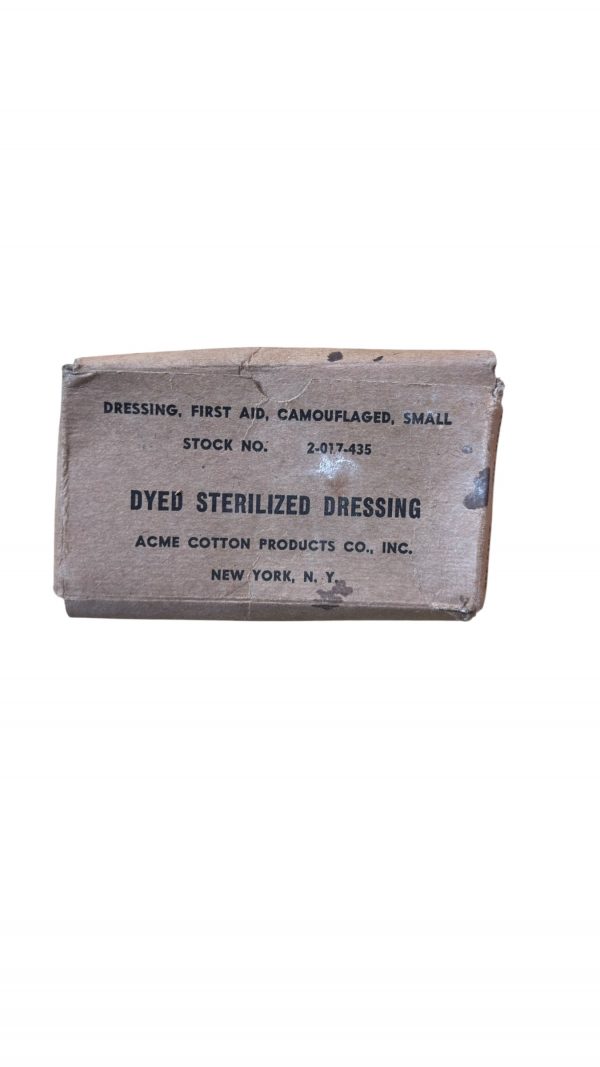 DRESSING, FIRST AID, CAMOUFLAGED, SMALL
STOCK NO. 2-017-435
DYED STERILIZED DRESSING
ACME COTTON PRODUCTS CO., INC.
NEW YORK, N. Y.